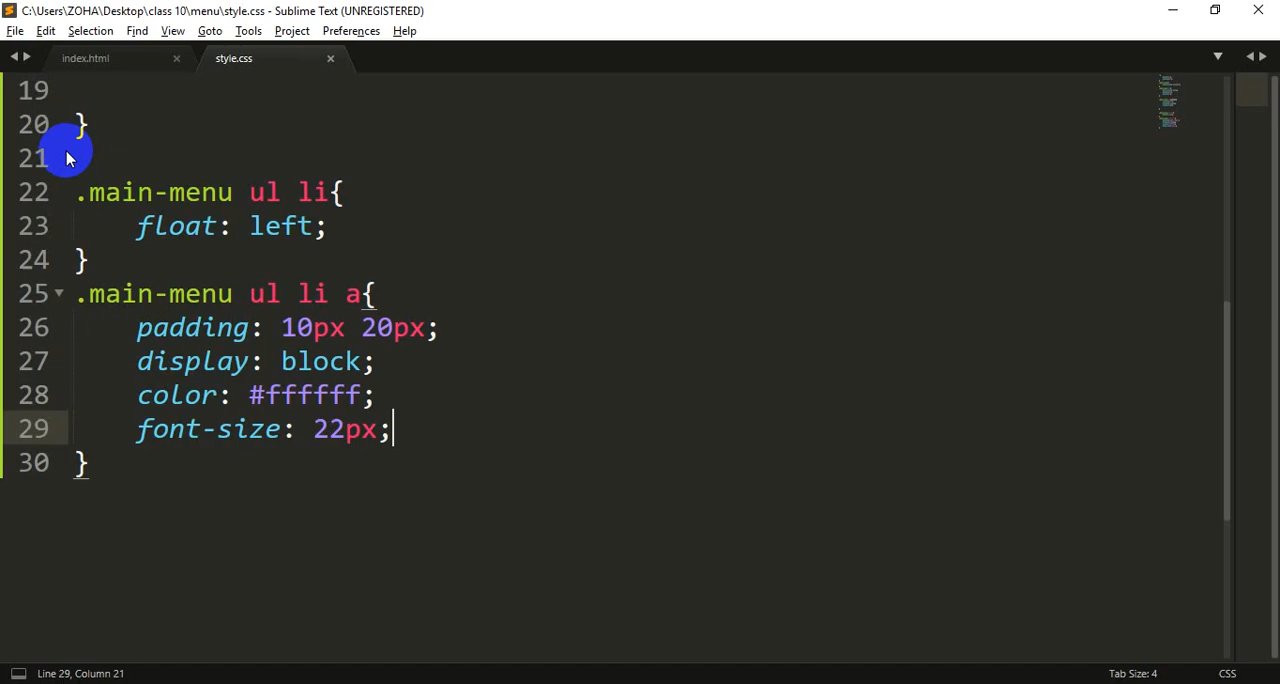 C:\Users\ZOHA\Desktop\class 10\menu\style.css - Sublime Text (UNREGISTERED)
File Edit Selection Find View Goto Tools Project Preferences Help
index.html style.css
19
20 }
21
22 .main-menu ul li{
23 float: left;
24 }
25 .main-menu ul li a{
26 padding: 10px 20px;
27 display: block;
28 color: #ffffff;
29 font-size: 22px;
30 }
Line 29, Column 21 Tab Size: 4 CSS